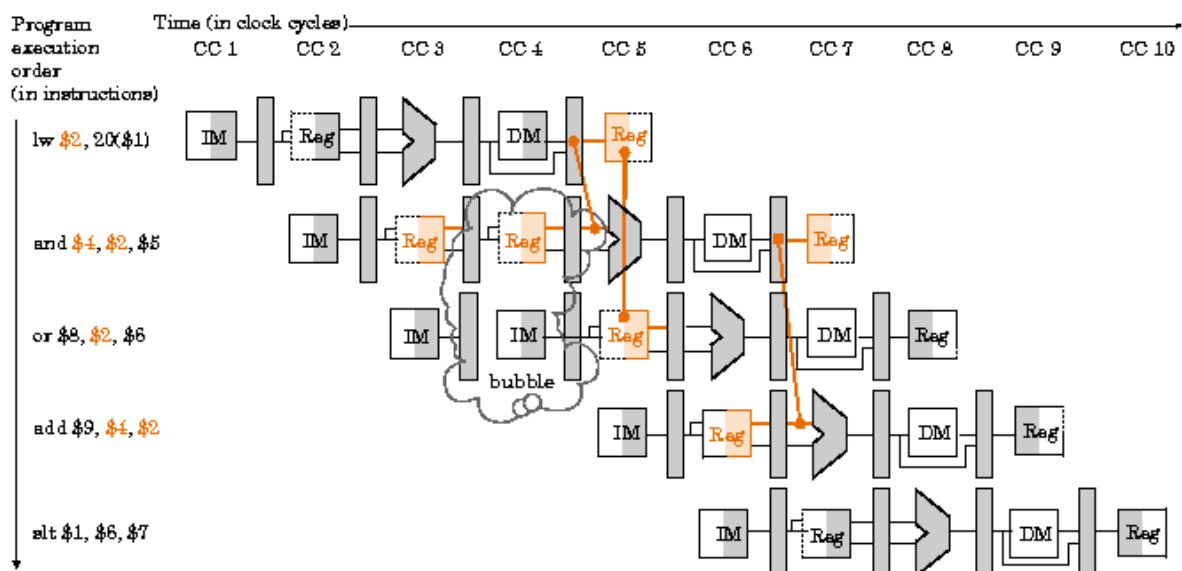 Program
execution
order
(in instructions)
Time (in clock cycles)
CC 1 CC 2 CC 3 CC 4 CC 5 CC 6 CC 7 CC 8 CC 9 CC 10
lw $2, 20($1)
IM Reg DM Reg
and $4, $2, $5
IM Reg Reg DM Reg
or $8, $2, $6
IM IM Reg DM Reg
bubble
add $9, $4, $2
IM Reg DM Reg
slt $1, $6, $7
IM Reg DM Reg